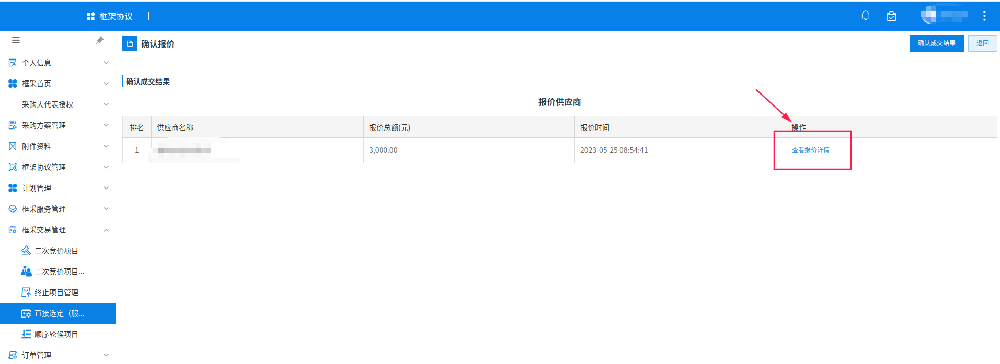 框架协议
确认报价
确认成交结果
返回
个人信息
框采首页
采购人代表授权
采购方案管理
附件资料
框架协议管理
计划管理
框采服务管理
框采交易管理
二次竞价项目
二次竞价项目...
终止项目管理
直接选定（服...
顺序轮候项目
订单管理
确认成交结果
报价供应商
排名 供应商名称 报价总额(元) 报价时间 操作
1 3,000.00 2023-05-25 08:54:41 查看报价详情